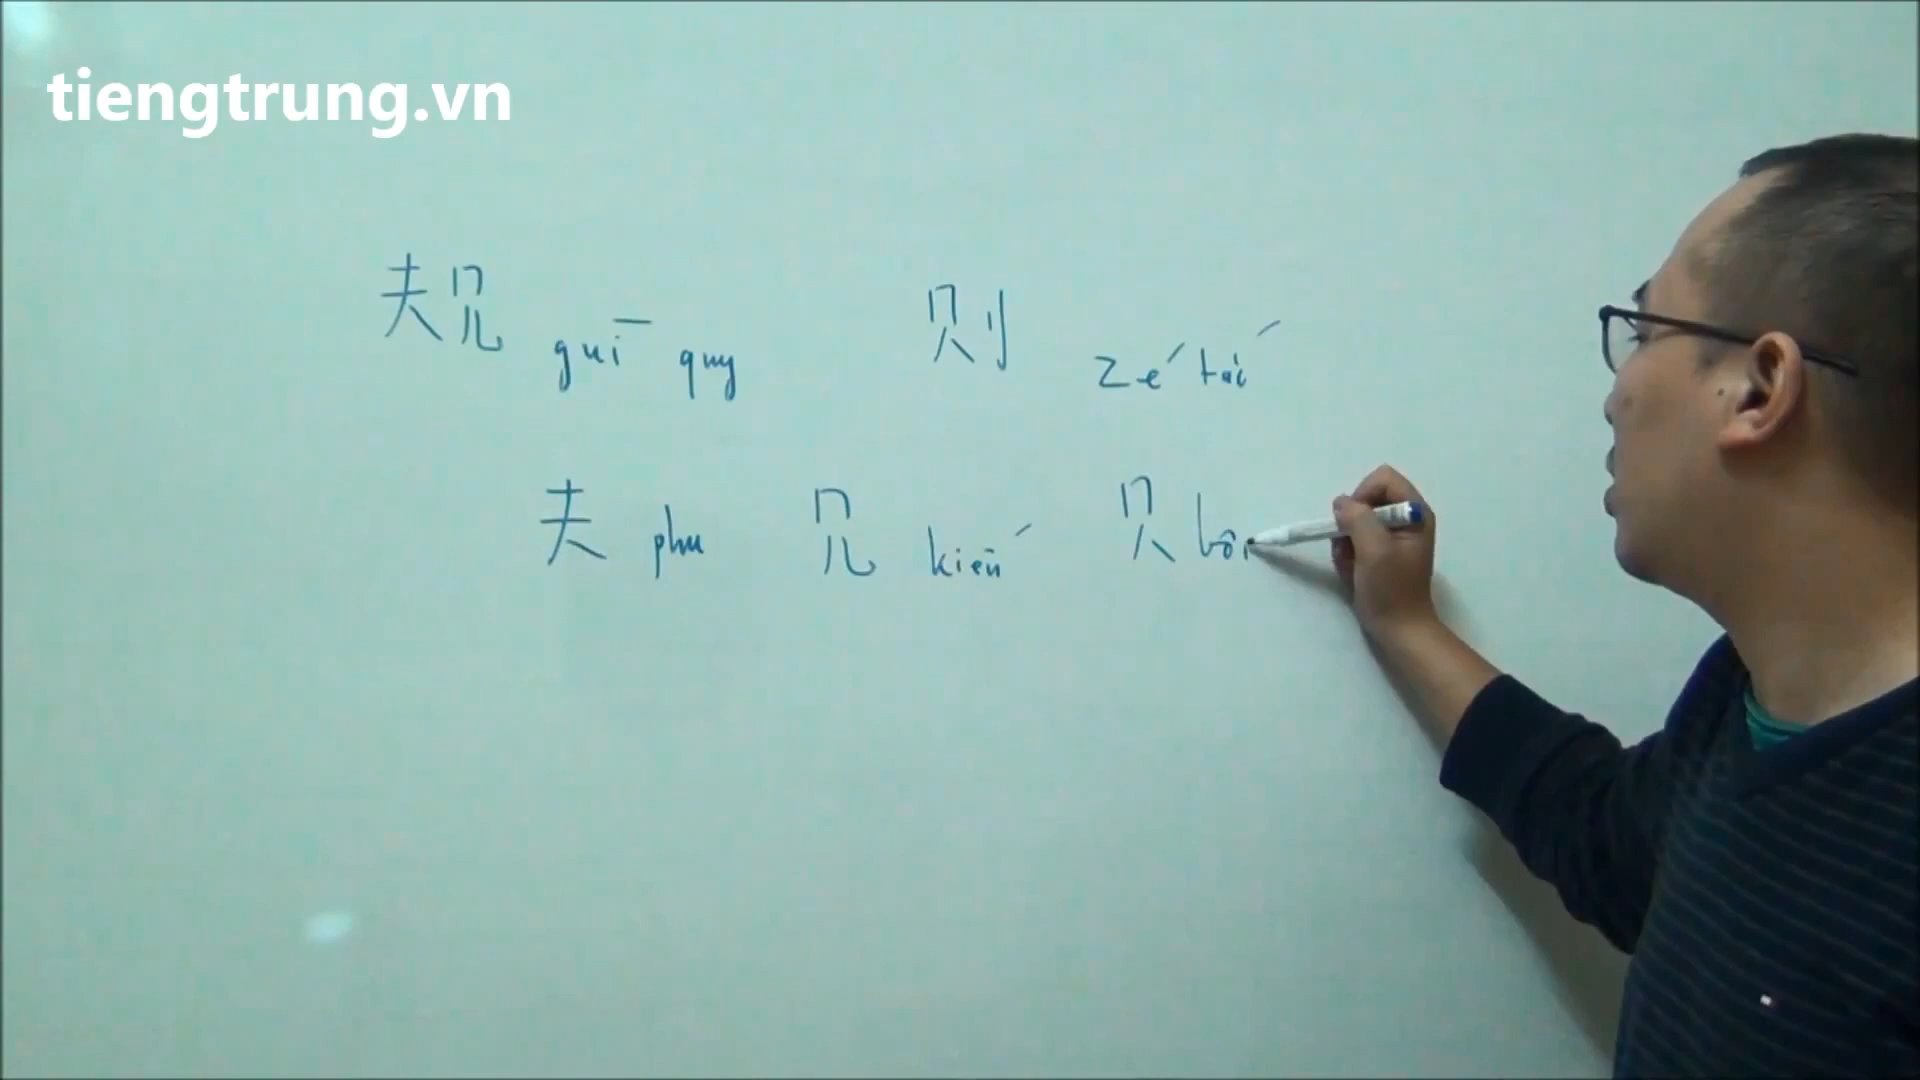 tiengtrung.vn
规 guī quy 则 zé tắc
夫 phu 见 kiến 贝 bối